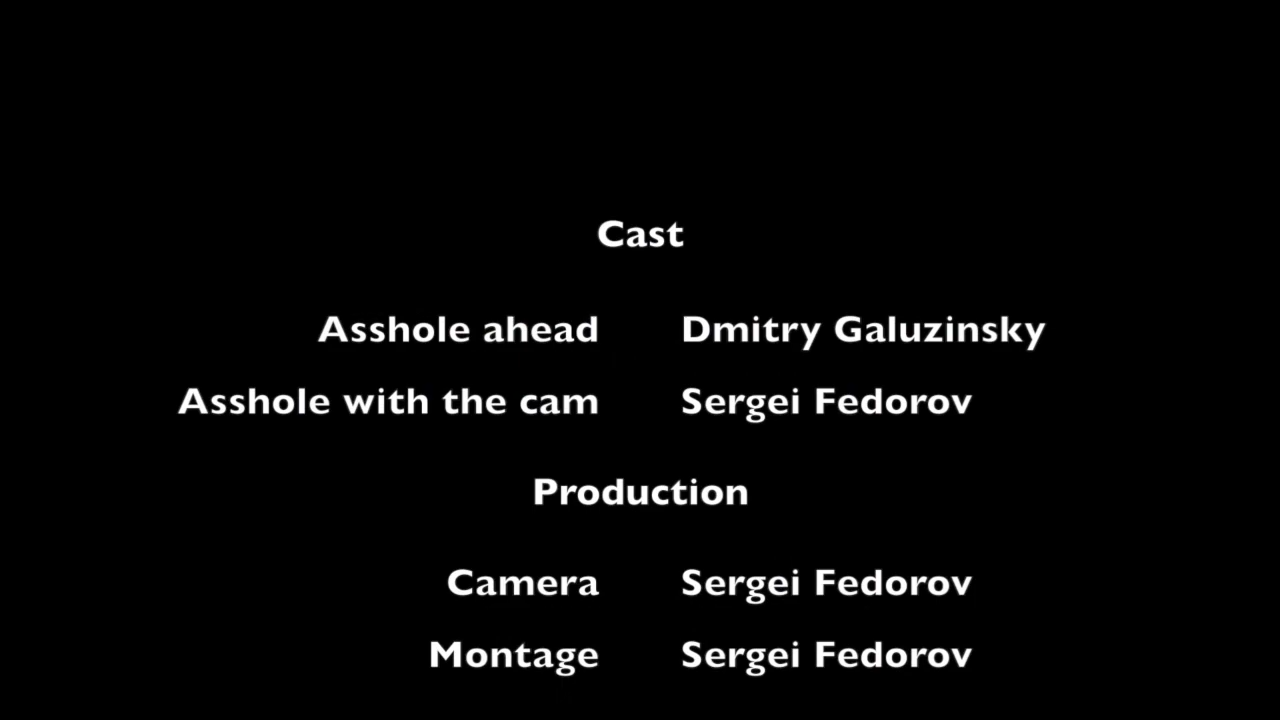 Cast
Asshole ahead Dmitry Galuzinsky
Asshole with the cam Sergei Fedorov
Production
Camera Sergei Fedorov
Montage Sergei Fedorov